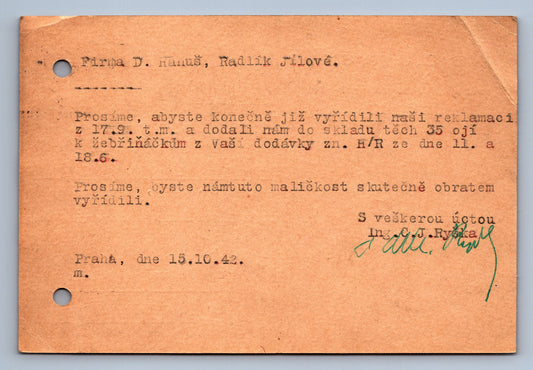 Firma D. Hanuš, Radlík Jílové.
Prosíme, abyste konečně již vyřídili naši reklamaci
z 17.9. t.m. a dodali nám do skladu těch 35 ojí
k žebřiňáčkům z Vaší dodávky zn. H/R ze dne 11. a
18.6.
Prosíme, byste námtuto maličkost skutečně obratem
vyřídili.
S veškerou úctou
Ing.C.J.Ryška
Praha, dne 15.10.42.
m.